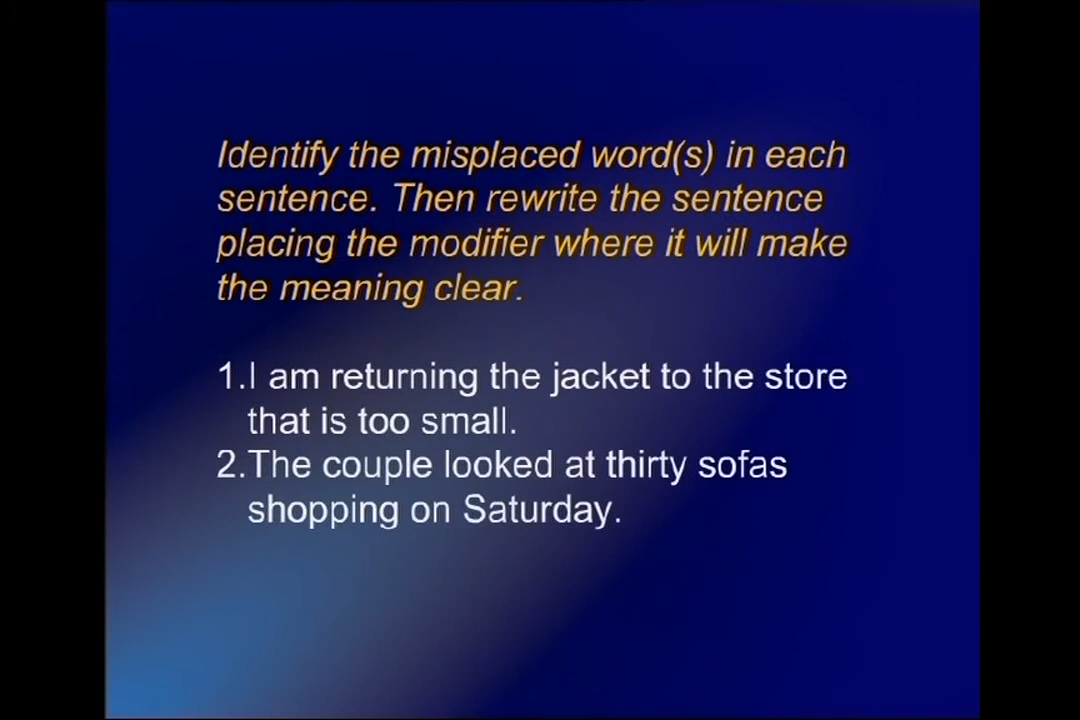 Identify the misplaced word(s) in each
sentence. Then rewrite the sentence
placing the modifier where it will make
the meaning clear.
1.I am returning the jacket to the store
that is too small.
2.The couple looked at thirty sofas
shopping on Saturday.